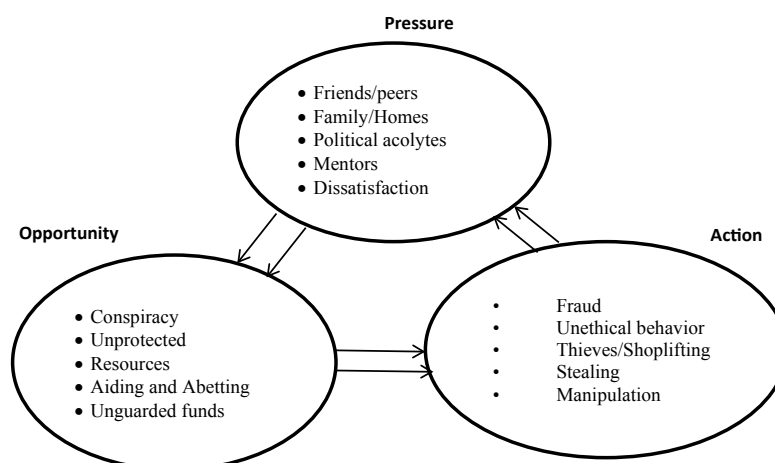 Pressure
• Friends/peers
• Family/Homes
• Political acolytes
• Mentors
• Dissatisfaction
Opportunity
• Conspiracy
• Unprotected
• Resources
• Aiding and Abetting
• Unguarded funds
Action
• Fraud
• Unethical behavior
• Thieves/Shoplifting
• Stealing
• Manipulation